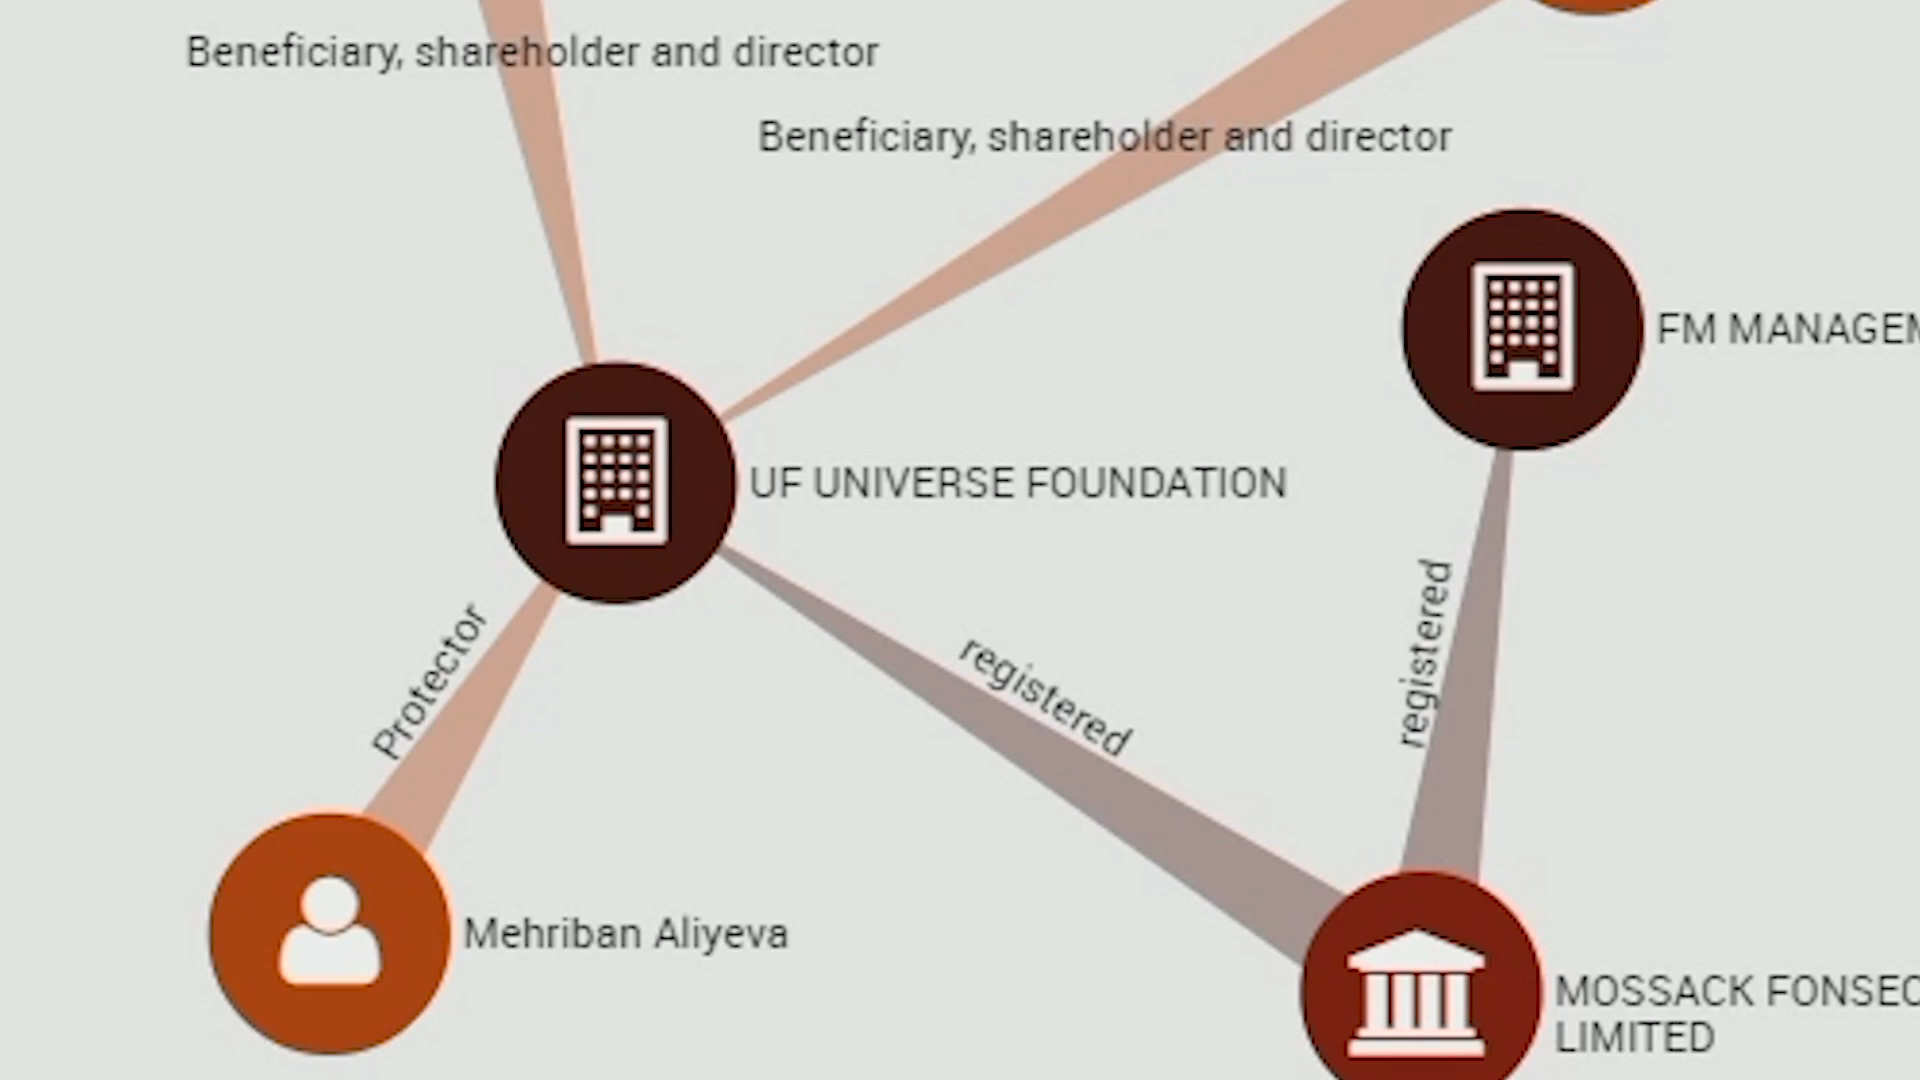 Beneficiary, shareholder and director
Beneficiary, shareholder and director
FM MANAGEM
UF UNIVERSE FOUNDATION
Protector
registered
registered
Mehriban Aliyeva
MOSSACK FONSEC
LIMITED